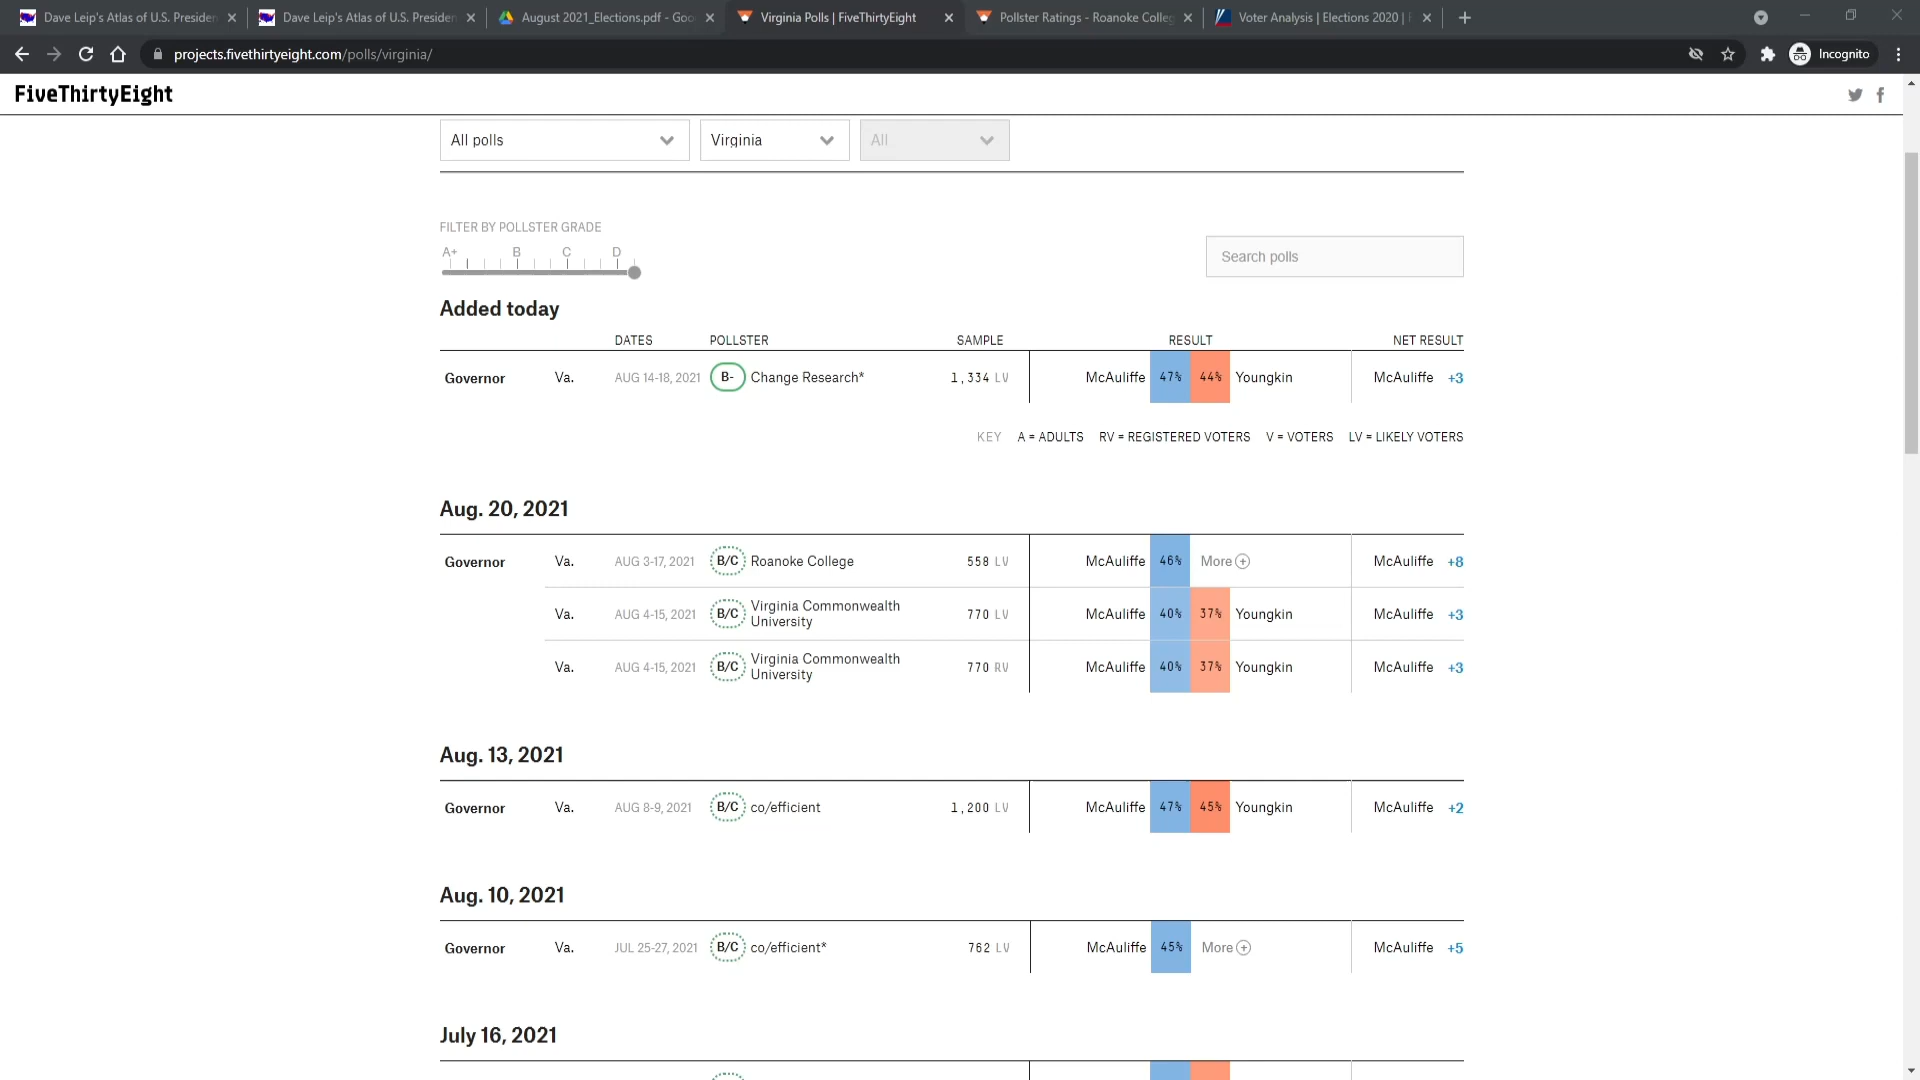 Dave Leip's Atlas of U.S. Presiden
Dave Leip's Atlas of U.S. Presiden
August 2021_Elections.pdf - Goo
Virginia Polls | FiveThirtyEight
Pollster Ratings - Roanoke Colleg
Voter Analysis | Elections 2020 | F
projects.fivethirtyeight.com/polls/virginia/
Incognito
FiveThirtyEight
All polls
Virginia
All
FILTER BY POLLSTER GRADE
A+ B C D
Search polls
Added today
DATES POLLSTER SAMPLE RESULT NET RESULT
Governor Va. AUG 14-18, 2021 B- Change Research* 1,334 LV McAuliffe 47% 44% Youngkin McAuliffe +3
KEY A = ADULTS RV = REGISTERED VOTERS V = VOTERS LV = LIKELY VOTERS
Aug. 20, 2021
Governor Va. AUG 3-17, 2021 B/C Roanoke College 558 LV McAuliffe 46% More McAuliffe +8
Va. AUG 4-15, 2021 B/C Virginia Commonwealth
University 770 LV McAuliffe 40% 37% Youngkin McAuliffe +3
Va. AUG 4-15, 2021 B/C Virginia Commonwealth
University 770 RV McAuliffe 40% 37% Youngkin McAuliffe +3
Aug. 13, 2021
Governor Va. AUG 8-9, 2021 B/C co/efficient 1,200 LV McAuliffe 47% 45% Youngkin McAuliffe +2
Aug. 10, 2021
Governor Va. JUL 25-27, 2021 B/C co/efficient* 762 LV McAuliffe 45% More McAuliffe +5
July 16, 2021